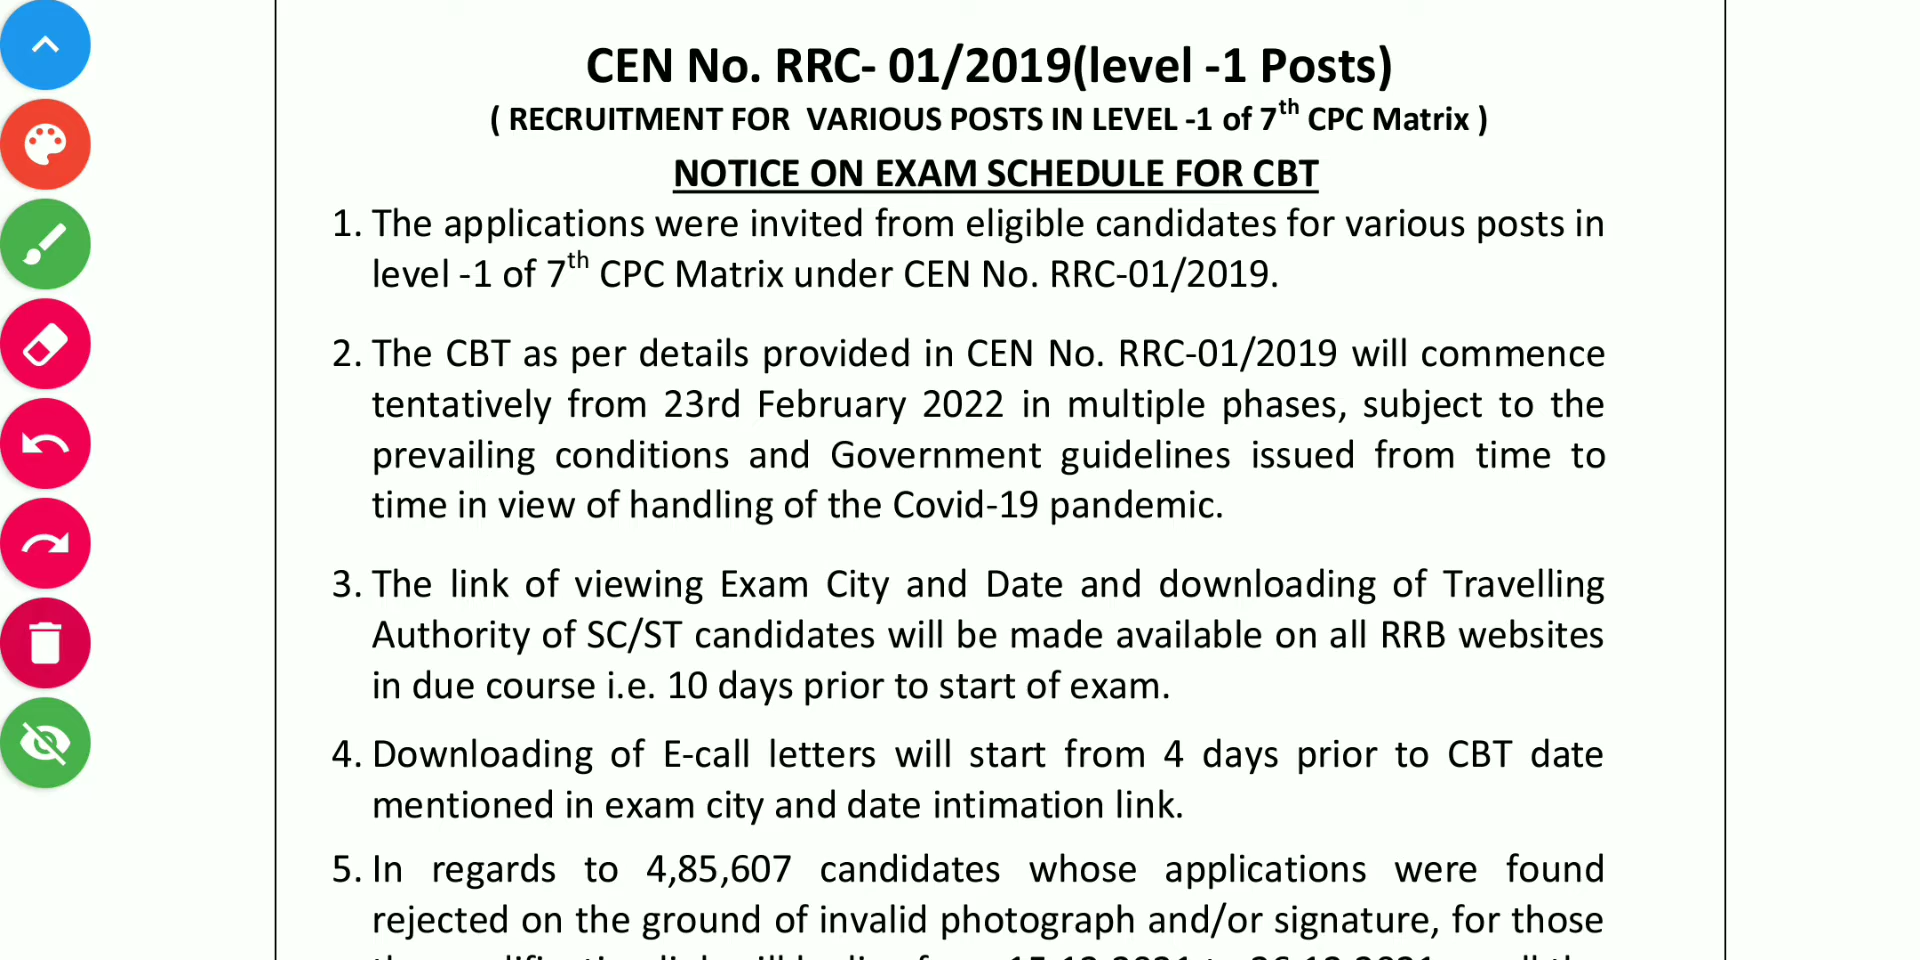 CEN No. RRC- 01/2019(level -1 Posts)
( RECRUITMENT FOR VARIOUS POSTS IN LEVEL -1 of 7th CPC Matrix )
NOTICE ON EXAM SCHEDULE FOR CBT
1. The applications were invited from eligible candidates for various posts in
level -1 of 7th CPC Matrix under CEN No. RRC-01/2019.
2. The CBT as per details provided in CEN No. RRC-01/2019 will commence
tentatively from 23rd February 2022 in multiple phases, subject to the
prevailing conditions and Government guidelines issued from time to
time in view of handling of the Covid-19 pandemic.
3. The link of viewing Exam City and Date and downloading of Travelling
Authority of SC/ST candidates will be made available on all RRB websites
in due course i.e. 10 days prior to start of exam.
4. Downloading of E-call letters will start from 4 days prior to CBT date
mentioned in exam city and date intimation link.
5. In regards to 4,85,607 candidates whose applications were found
rejected on the ground of invalid photograph and/or signature, for those